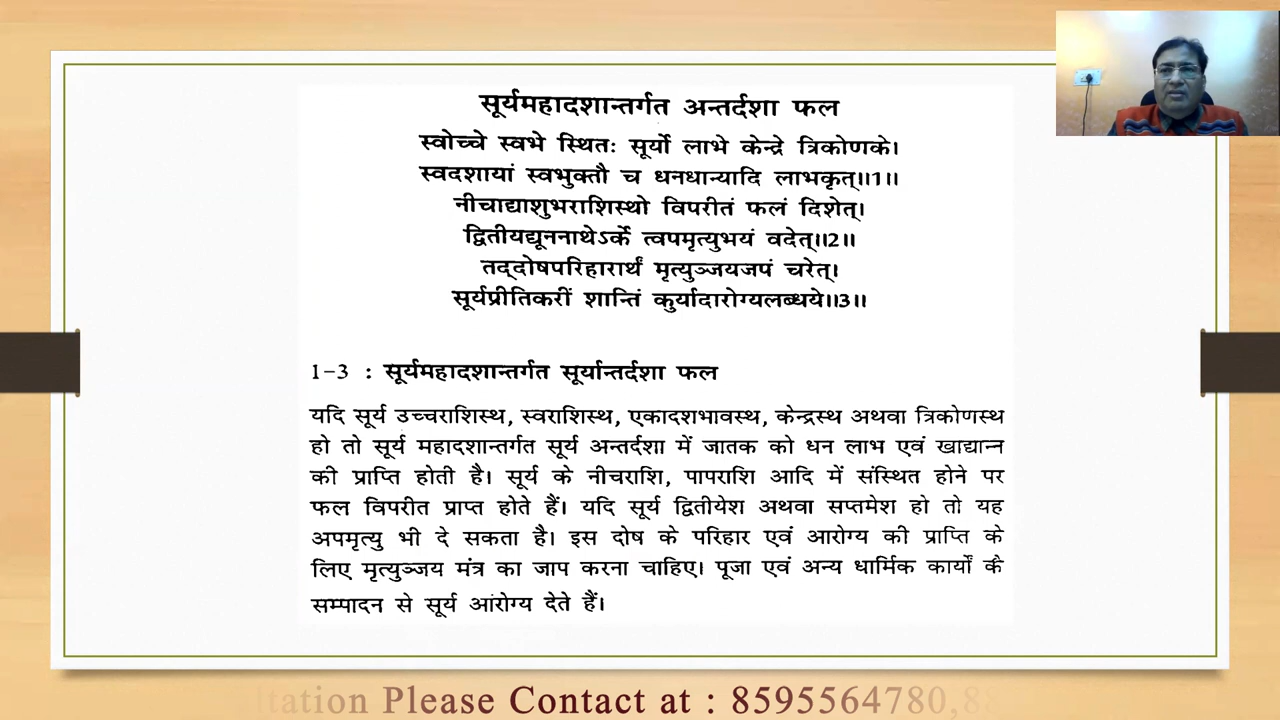 सूर्यमहादशान्तर्गत अन्तर्दशा फल
स्वोच्चे स्वभे स्थितः सूर्यो लाभे केन्द्रे त्रिकोणके।
स्वदशायां स्वभुक्तौ च धनधान्यादि लाभकृत्॥1॥
नीचाद्याशुभराशिस्थो विपरीतं फलं दिशेत्।
द्वितीयद्यूननाथेऽर्के त्वपमृत्युभयं वदेत्॥2॥
तद्दोषपरिहारार्थं मृत्युञ्जयजपं चरेत्।
सूर्यप्रीतिकरीं शान्तिं कुर्यादारोग्यलब्धये॥3॥
1-3 : सूर्यमहादशान्तर्गत सूर्यान्तर्दशा फल
यदि सूर्य उच्चराशिस्थ, स्वराशिस्थ, एकादशभावस्थ, केन्द्रस्थ अथवा त्रिकोणस्थ
हो तो सूर्य महादशान्तर्गत सूर्य अन्तर्दशा में जातक को धन लाभ एवं खाद्यान्न
की प्राप्ति होती है। सूर्य के नीचराशि, पापराशि आदि में संस्थित होने पर
फल विपरीत प्राप्त होते हैं। यदि सूर्य द्वितीयेश अथवा सप्तमेश हो तो यह
अपमृत्यु भी दे सकता है। इस दोष के परिहार एवं आरोग्य की प्राप्ति के
लिए मृत्युञ्जय मंत्र का जाप करना चाहिए। पूजा एवं अन्य धार्मिक कार्यों के
सम्पादन से सूर्य आंरोग्य देते हैं।
tation Please Contact at : 8595564780,8